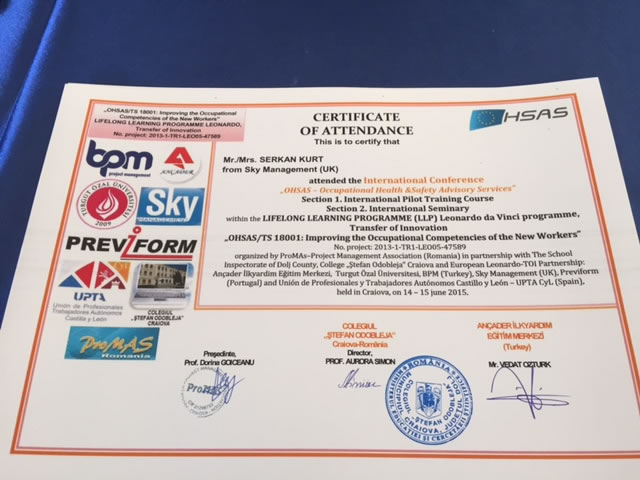 „OHSAS/TS 18001: Improving the Occupational
Competencies of the New Workers"
LIFELONG LEARNING PROGRAMME LEONARDO,
Transfer of Innovation
No. project: 2013-1-TR1-LEO05-47589
bpm
project management
ANÇADER
TURGUT ÖZAL ÜNİVERSİTESİ
Sky
PREVIFORM
UPTA
Unión de Profesionales
Trabajadores Autónomos
Castilla y León
COLEGIUL
„ŞTEFAN ODOBLEJA"
CRAIOVA
ProMAS
Romania
HSAS
CERTIFICATE
OF ATTENDANCE
This is to certify that
Mr./Mrs. SERKAN KURT
from Sky Management (UK)
attended the International Conference
„OHSAS – Occupational Health &Safety Advisory Services"
Section 1. International Pilot Training Course
Section 2. International Seminary
within the LIFELONG LEARNING PROGRAMME (LLP) Leonardo da Vinci programme,
Transfer of Innovation
„OHSAS/TS 18001: Improving the Occupational Competencies of the New Workers"
No. project: 2013-1-TR1-LEO05-47589
organized by ProMAs–Project Management Association (Romania) in partnership with The School
Inspectorate of Dolj County, College „Ştefan Odobleja" Craiova and European Leonardo-TOI Partnership:
Ançader İlkyardım Eğitim Merkezi, Turgut Özal Üniversitesi, BPM (Turkey), Sky Management (UK), Previform
(Portugal) and Unión de Profesionales y Trabajadores Autónomos Castillo y León – UPTA CyL (Spain),
held in Craiova, on 14 – 15 june 2015.
Preşedinte,
Prof. Dorina GOICEANU
COLEGIUL
„ŞTEFAN ODOBLEJA"
Craiova-România
Director,
PROF. AURORA SIMON
ANÇADER İLKYARDIM
EĞİTİM MERKEZİ
(Turkey)
Mr. VEDAT OZTURK
ProMAS
ROMÂNIA
COLEGIUL
„ŞTEFAN ODOBLEJA"